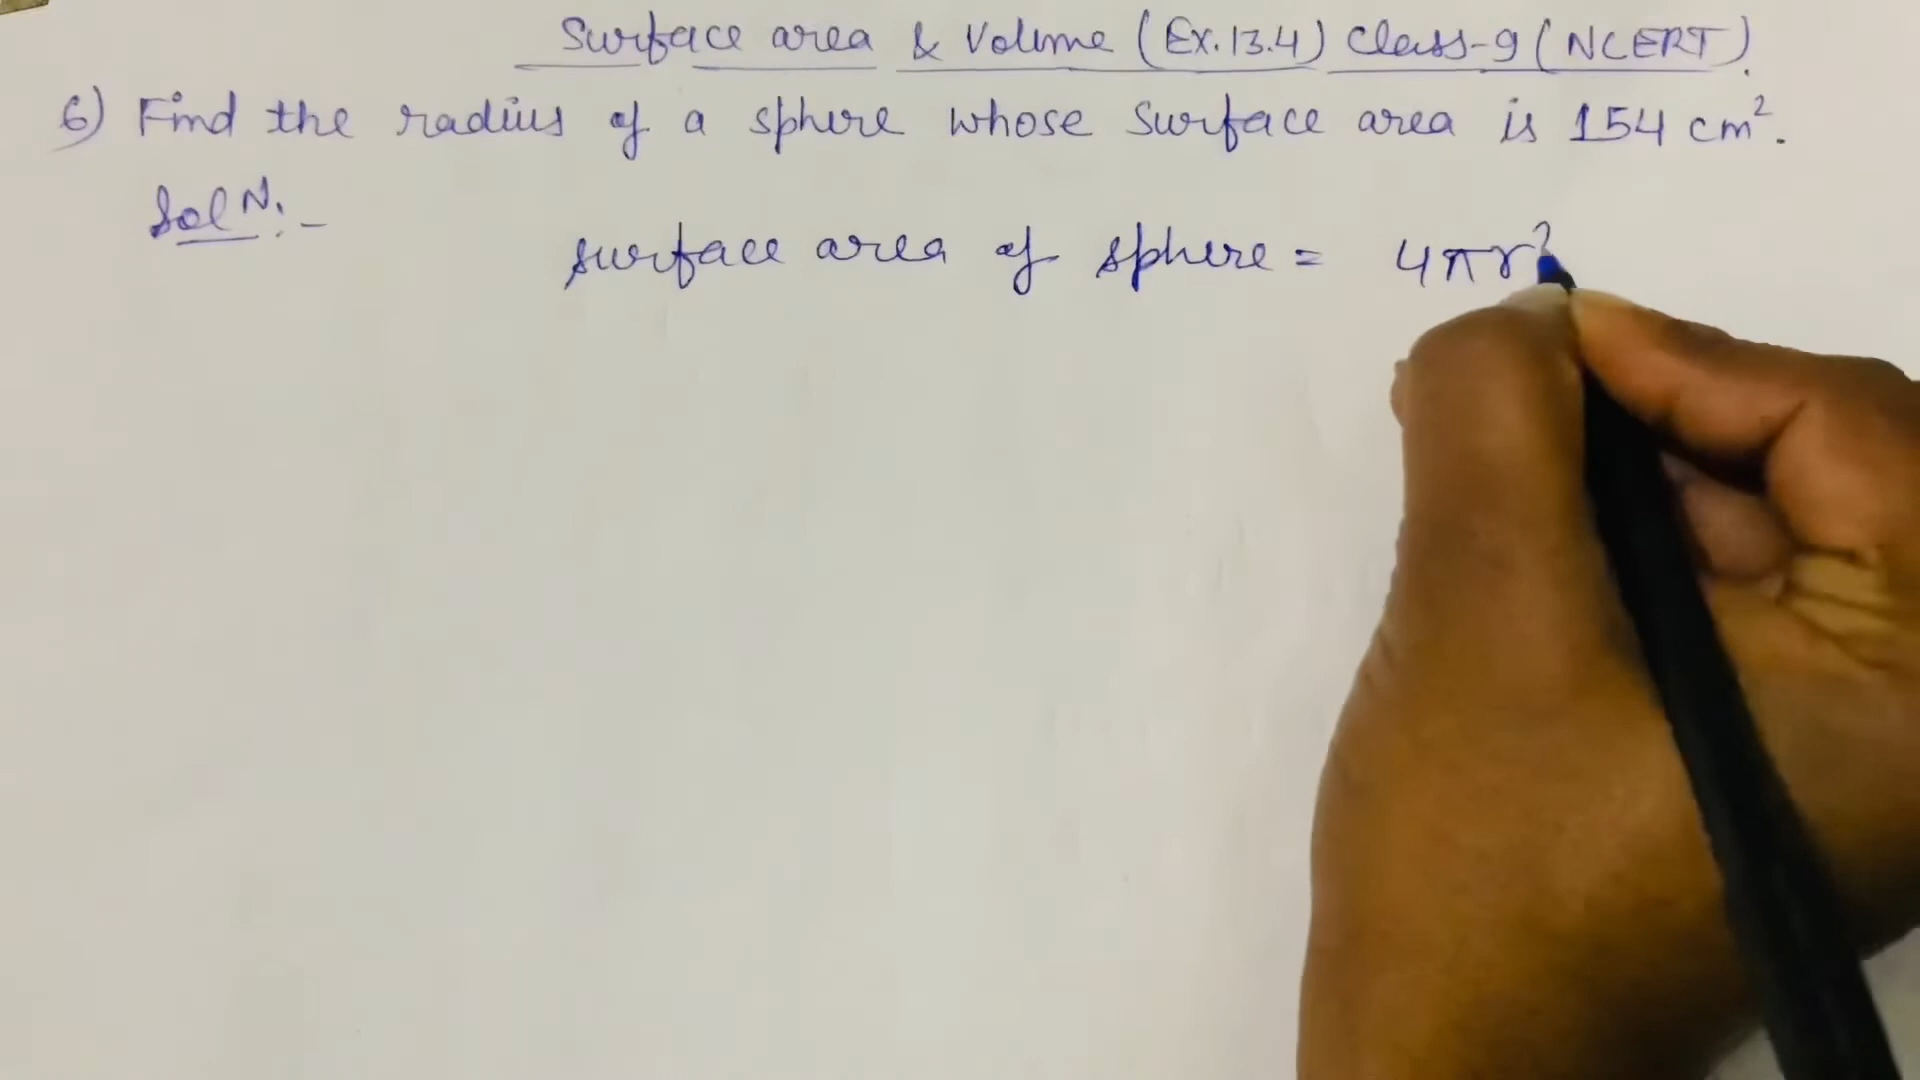 Surface area & Volume (Ex.13.4) Class-9 (NCERT).
6) Find the radius of a sphere whose surface area is 154 cm².
SolN:-
surface area of sphere = 4πr²